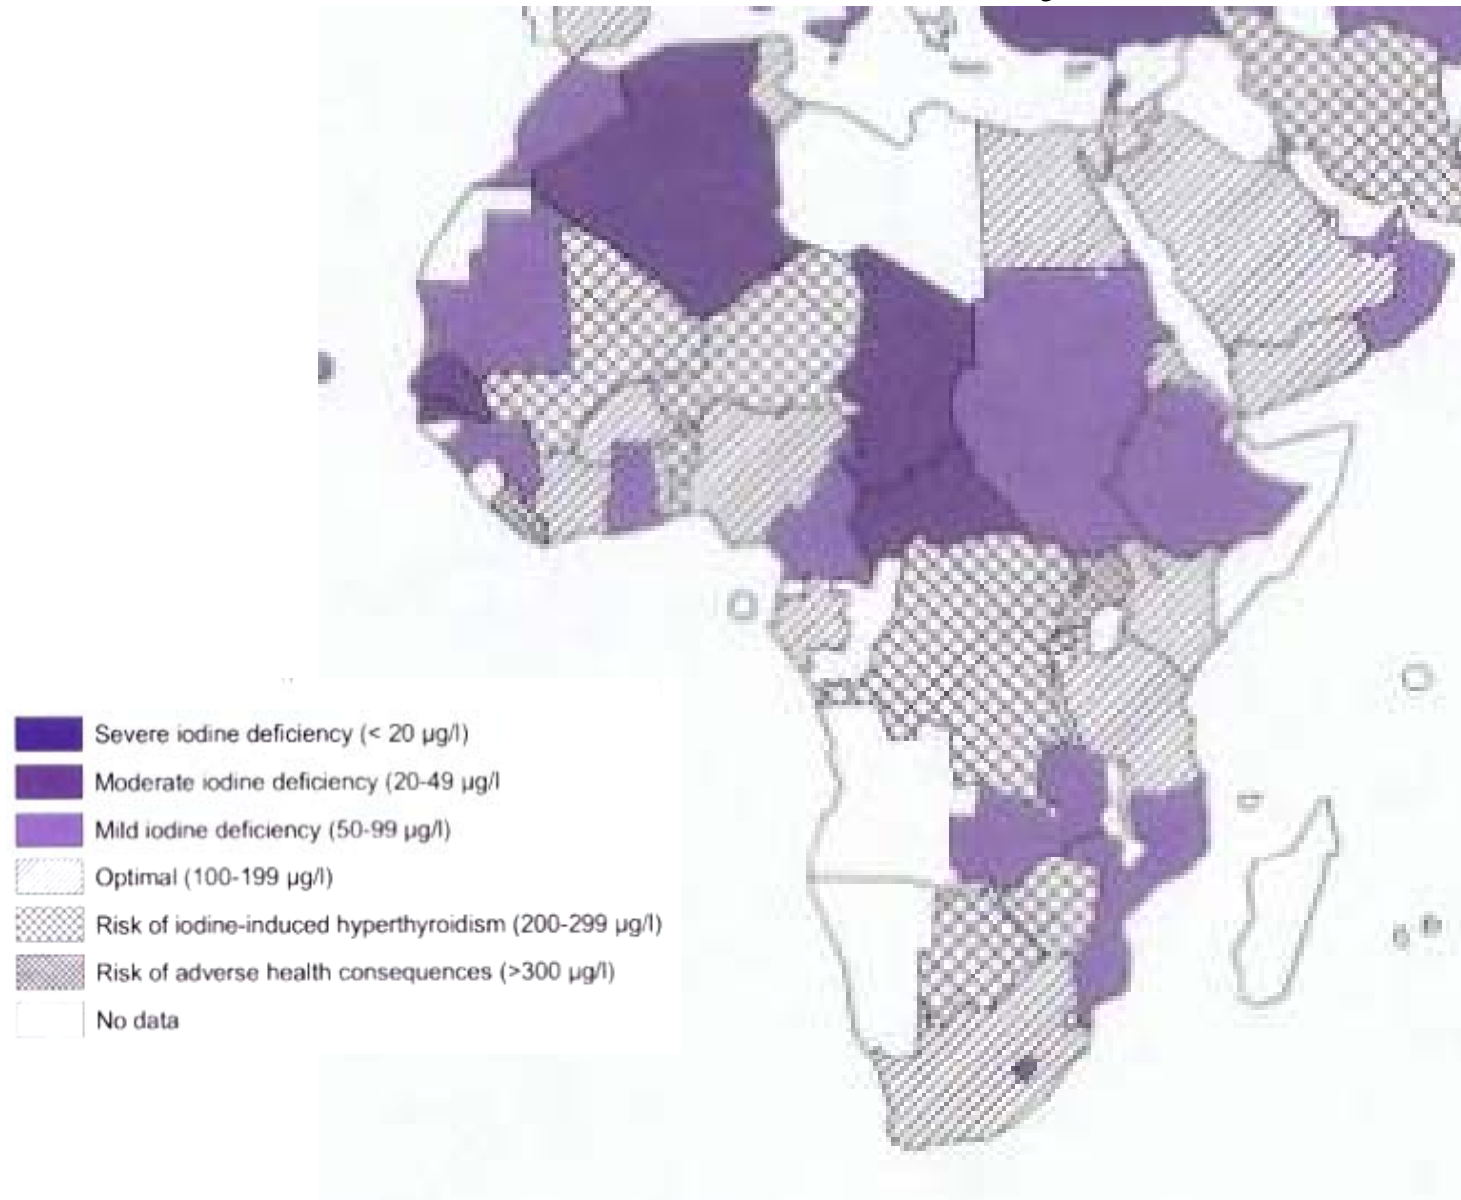 Severe iodine deficiency (< 20 µg/l)
Moderate iodine deficiency (20-49 µg/l
Mild iodine deficiency (50-99 µg/l)
Optimal (100-199 µg/l)
Risk of iodine-induced hyperthyroidism (200-299 µg/l)
Risk of adverse health consequences (>300 µg/l)
No data